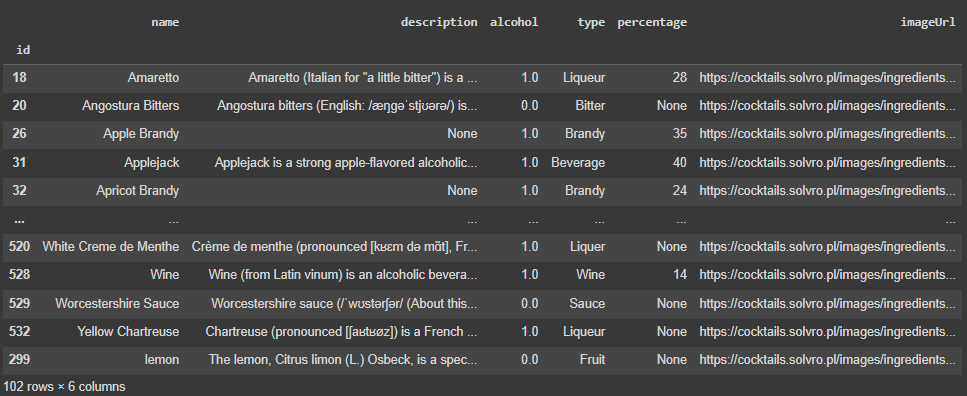 name description alcohol type percentage imageUrl
id
18 Amaretto Amaretto (Italian for "a little bitter") is a ... 1.0 Liqueur 28 https://cocktails.solvro.pl/images/ingredients...
20 Angostura Bitters Angostura bitters (English: /æŋɡəˈstjʊərə/) is... 0.0 Bitter None https://cocktails.solvro.pl/images/ingredients...
26 Apple Brandy None 1.0 Brandy 35 https://cocktails.solvro.pl/images/ingredients...
31 Applejack Applejack is a strong apple-flavored alcoholic... 1.0 Beverage 40 https://cocktails.solvro.pl/images/ingredients...
32 Apricot Brandy None 1.0 Brandy 24 https://cocktails.solvro.pl/images/ingredients...
... ... ... ... ... ... ...
520 White Creme de Menthe Crème de menthe (pronounced [kʁɛm də mɑ̃t], Fr... 1.0 Liquer None https://cocktails.solvro.pl/images/ingredients...
528 Wine Wine (from Latin vinum) is an alcoholic bevera... 1.0 Wine 14 https://cocktails.solvro.pl/images/ingredients...
529 Worcestershire Sauce Worcestershire sauce (/ˈwʊstərʃər/ (About this... 0.0 Sauce None https://cocktails.solvro.pl/images/ingredients...
532 Yellow Chartreuse Chartreuse (pronounced [ʃaʁtʁøz]) is a French ... 1.0 Liqueur None https://cocktails.solvro.pl/images/ingredients...
299 lemon The lemon, Citrus limon (L.) Osbeck, is a spec... 0.0 Fruit None https://cocktails.solvro.pl/images/ingredients...
102 rows × 6 columns